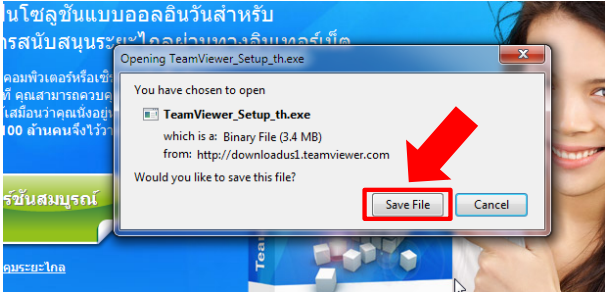 นโซลูชันแบบออลอินวันสำหรับ
รสนับสนุนระยะไกลผ่านทางอินเทอร์เน็ต
Opening TeamViewer_Setup_th.exe
คอมพิวเตอร์หรือเซิ
You have chosen to open
ที คุณสามารถควบคุ
TeamViewer_Setup_th.exe
เสมือนว่าคุณนั่งอยู่
which is a: Binary File (3.4 MB)
100 ล้านคนจึงไว้วา
from: http://downloadus1.teamviewer.com
Would you like to save this file?
ร์ชันสมบูรณ์
Save File
Cancel
คุมระยะไกล
Team